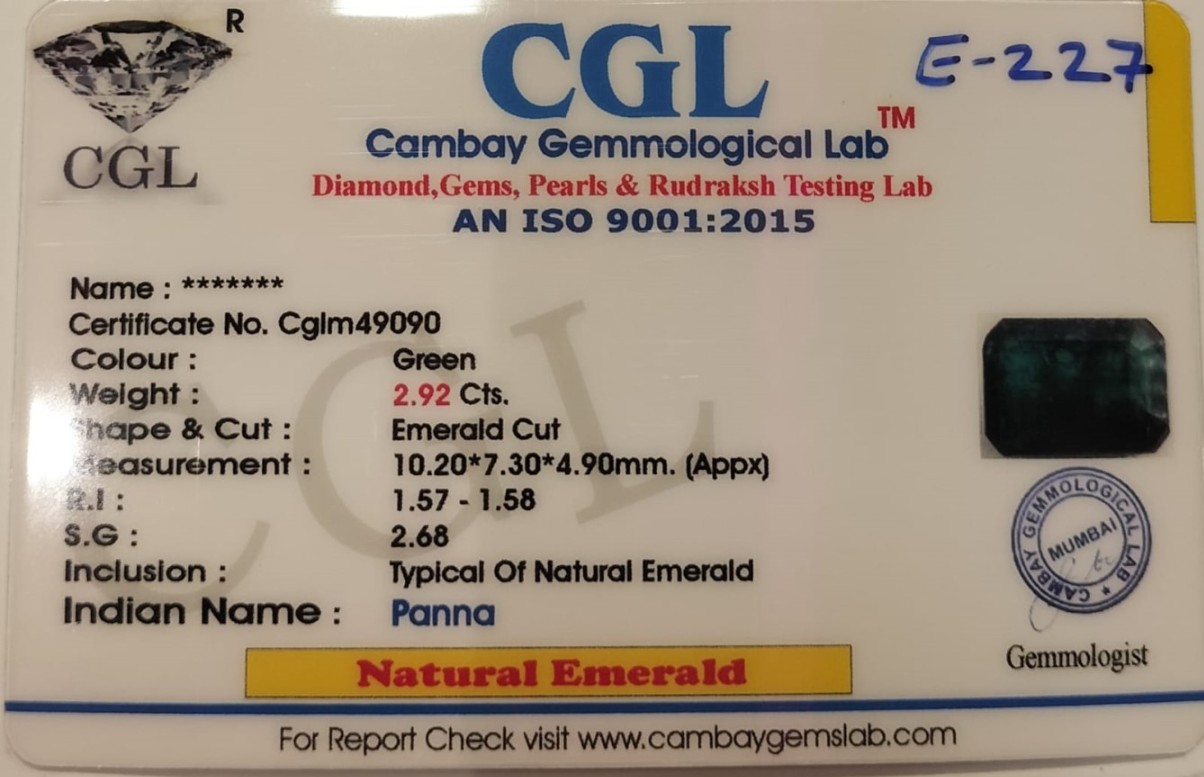 R
CGL
CGL
E-227
Cambay Gemmological Lab™
Diamond,Gems, Pearls & Rudraksh Testing Lab
AN ISO 9001:2015
Name : *******
Certificate No. Cglm49090
Colour : Green
Weight : 2.92 Cts.
Shape & Cut : Emerald Cut
Measurement : 10.20*7.30*4.90mm. (Appx)
R.I : 1.57 - 1.58
S.G : 2.68
Inclusion : Typical Of Natural Emerald
Indian Name : Panna
CGL
CAMBAY GEMMOLOGICAL LAB
MUMBAI
Gemmologist
Natural Emerald
For Report Check visit www.cambaygemslab.com